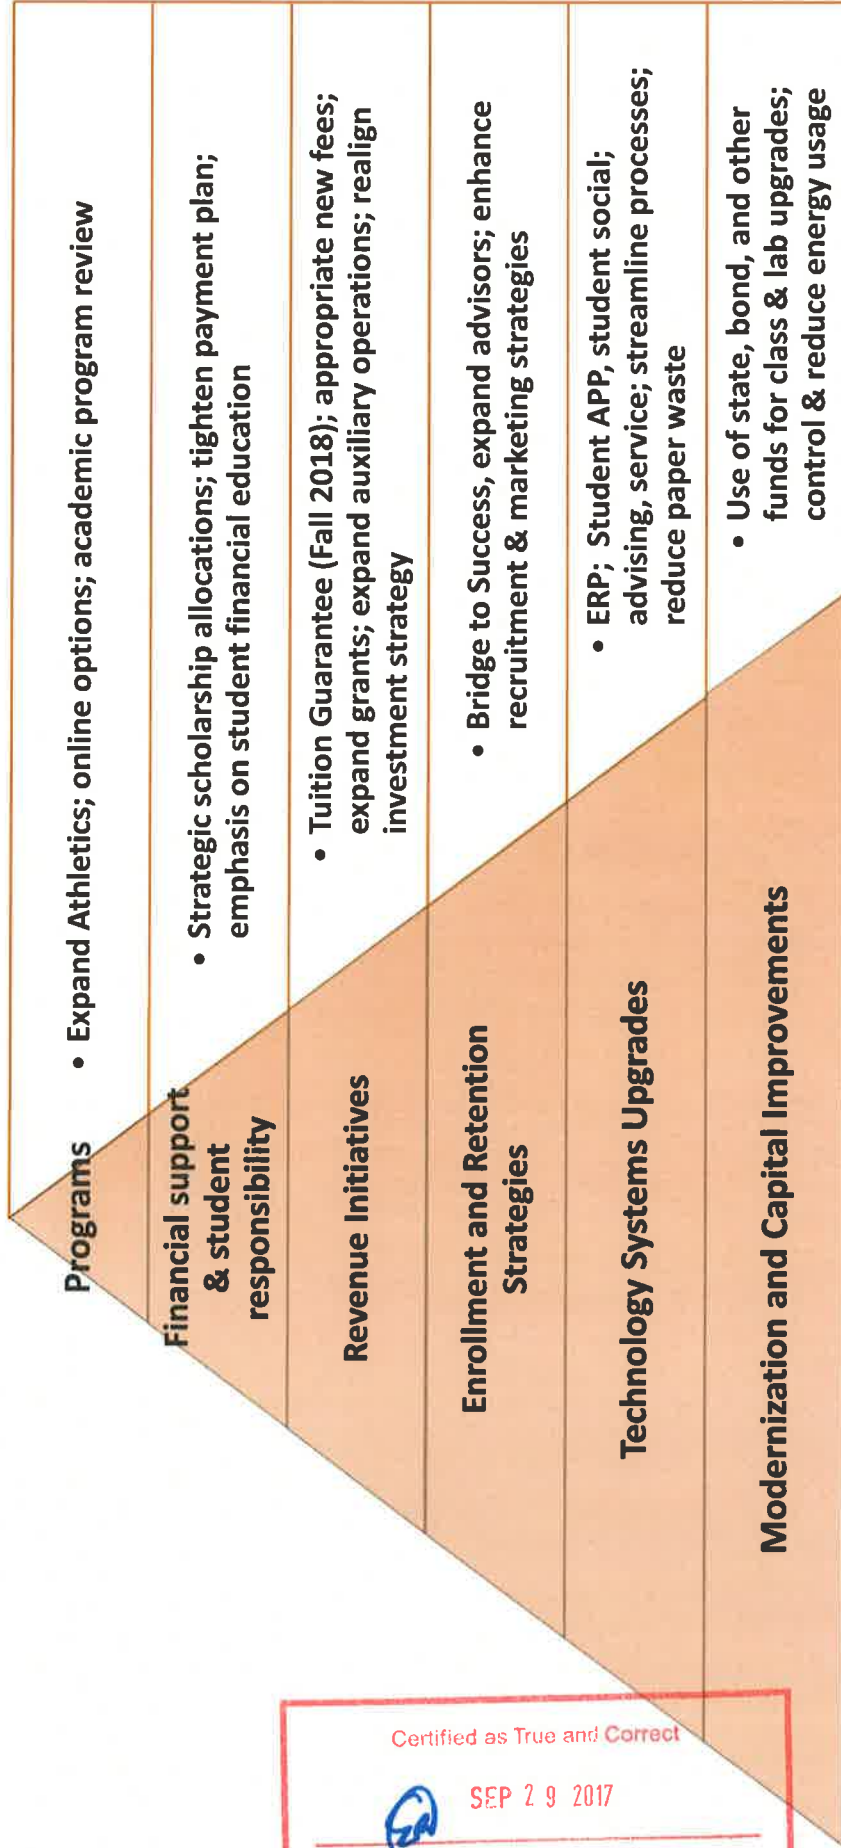 Programs
• Expand Athletics; online options; academic program review
Financial support
& student
responsibility
• Strategic scholarship allocations; tighten payment plan;
emphasis on student financial education
Revenue Initiatives
• Tuition Guarantee (Fall 2018); appropriate new fees;
expand grants; expand auxiliary operations; realign
investment strategy
Enrollment and Retention
Strategies
• Bridge to Success, expand advisors; enhance
recruitment & marketing strategies
Technology Systems Upgrades
• ERP; Student APP, student social;
advising, service; streamline processes;
reduce paper waste
Modernization and Capital Improvements
• Use of state, bond, and other
funds for class & lab upgrades;
control & reduce energy usage
Certified as True and Correct
SEP 29 2017